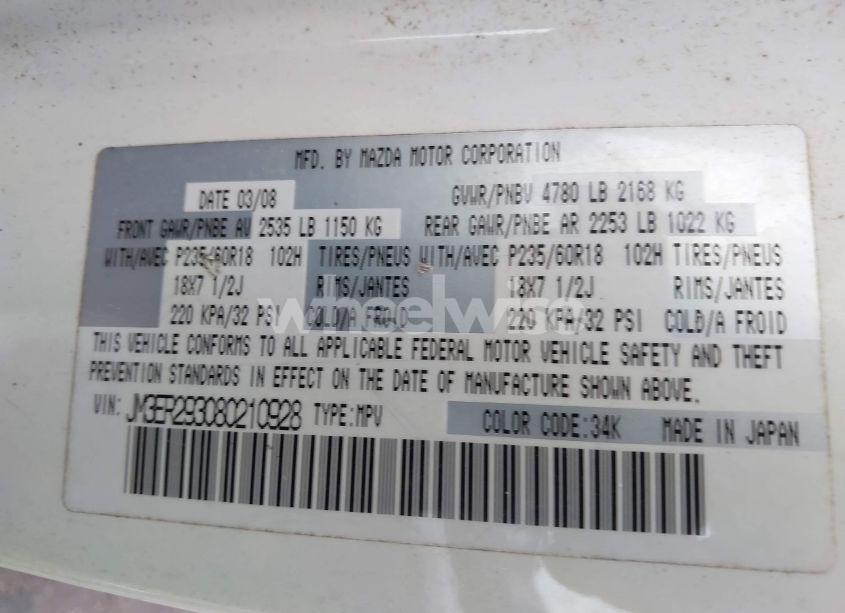 MFD. BY MAZDA MOTOR CORPORATION
DATE 03/08 GVWR/PNBV 4780 LB 2168 KG
FRONT GAWR/PNBE AV 2535 LB 1150 KG REAR GAWR/PNBE AR 2253 LB 1022 KG
WITH/AVEC P235/60R18 102H TIRES/PNEUS WITH/AVEC P235/60R18 102H TIRES/PNEUS
18X7 1/2J RIMS/JANTES 18X7 1/2J RIMS/JANTES
220 KPA/32 PSI COLD/A FROID 220 KPA/32 PSI COLD/A FROID
THIS VEHICLE CONFORMS TO ALL APPLICABLE FEDERAL MOTOR VEHICLE SAFETY AND THEFT
PREVENTION STANDARDS IN EFFECT ON THE DATE OF MANUFACTURE SHOWN ABOVE.
VIN: JM3ER293080210928 TYPE:MPV COLOR CODE:34K MADE IN JAPAN